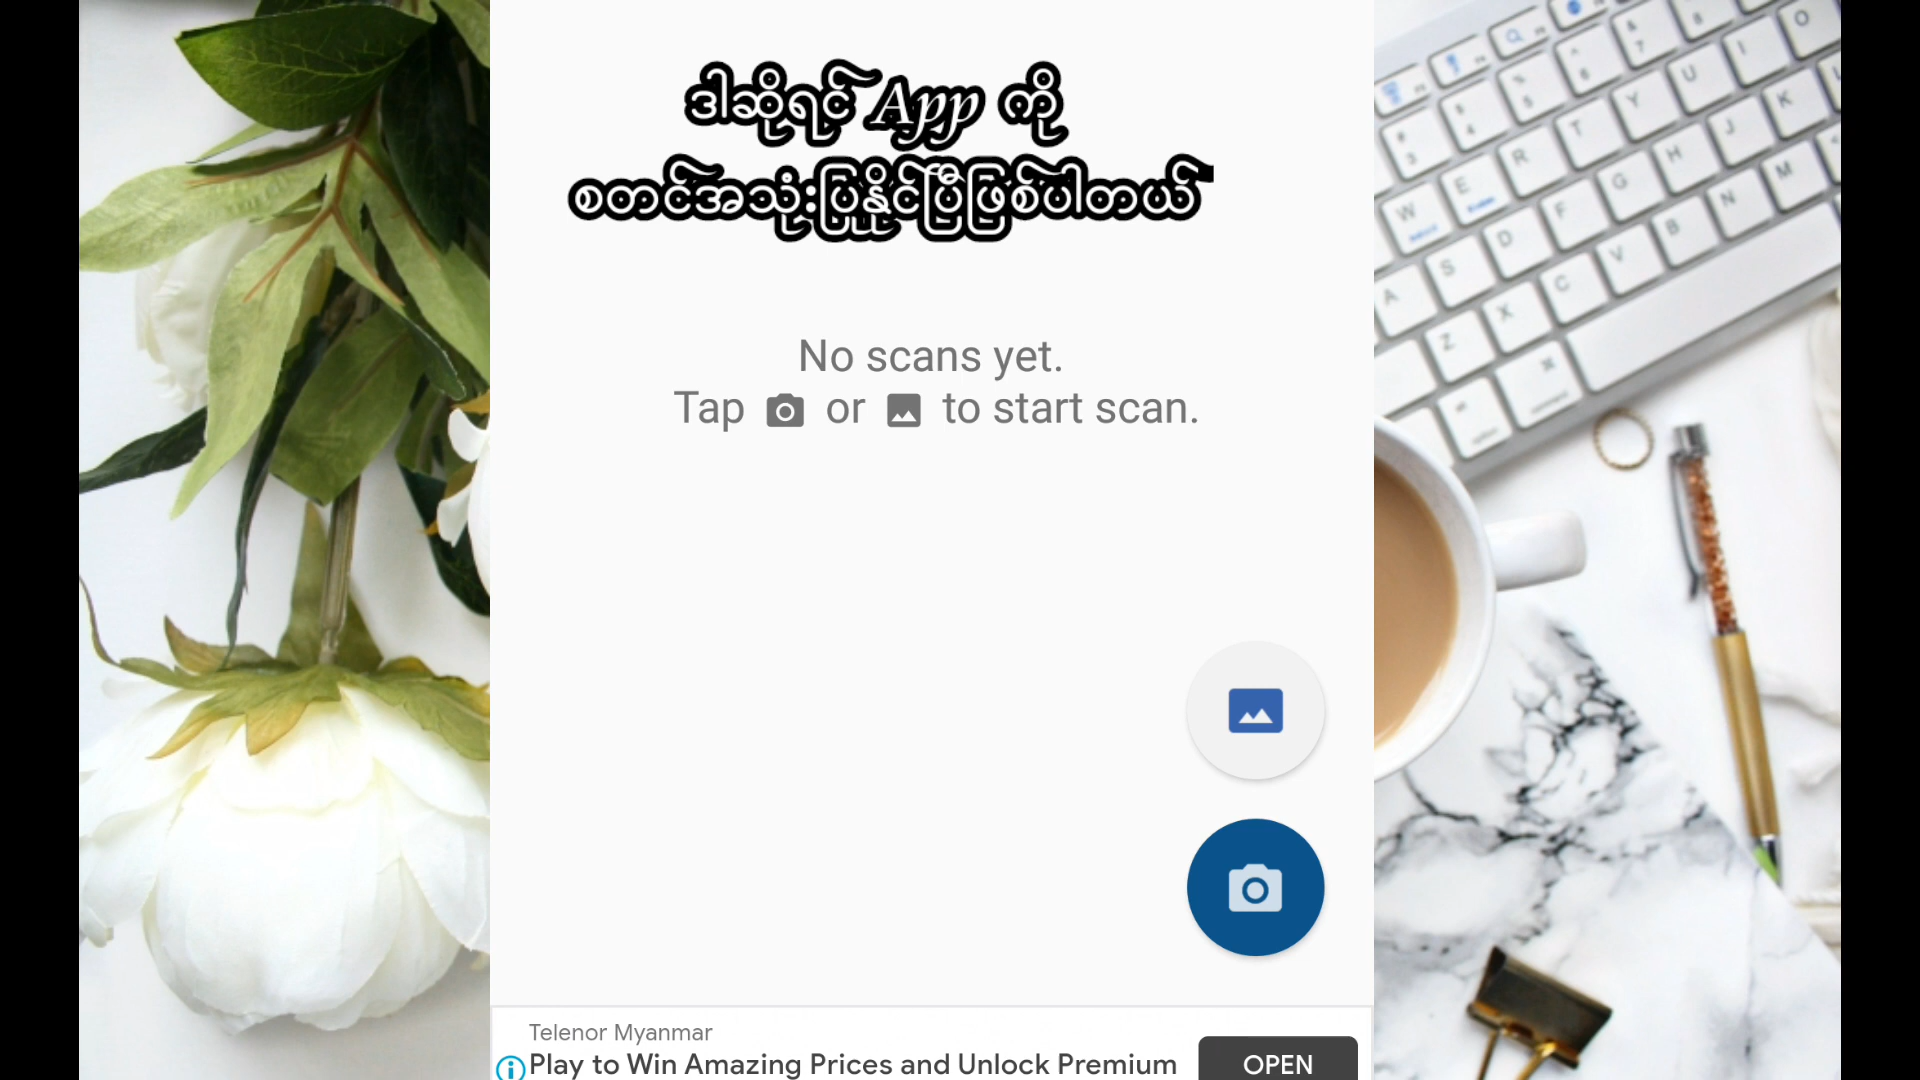 ဒါဆိုရင် App ကို
စတင်အသုံးပြုနိုင်ပြီဖြစ်ပါတယ်
No scans yet.
Tap or to start scan.
Telenor Myanmar
Play to Win Amazing Prices and Unlock Premium
OPEN